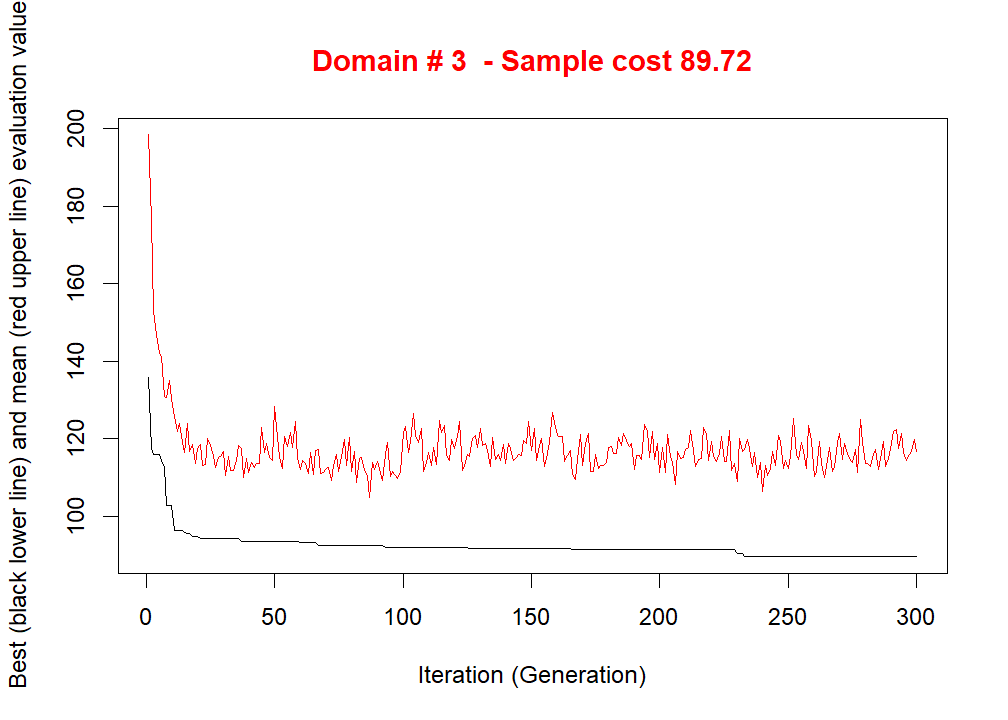 Domain # 3  - Sample cost 89.72
Best (black lower line) and mean (red upper line) evaluation value
200
180
160
140
120
100
0 50 100 150 200 250 300
Iteration (Generation)